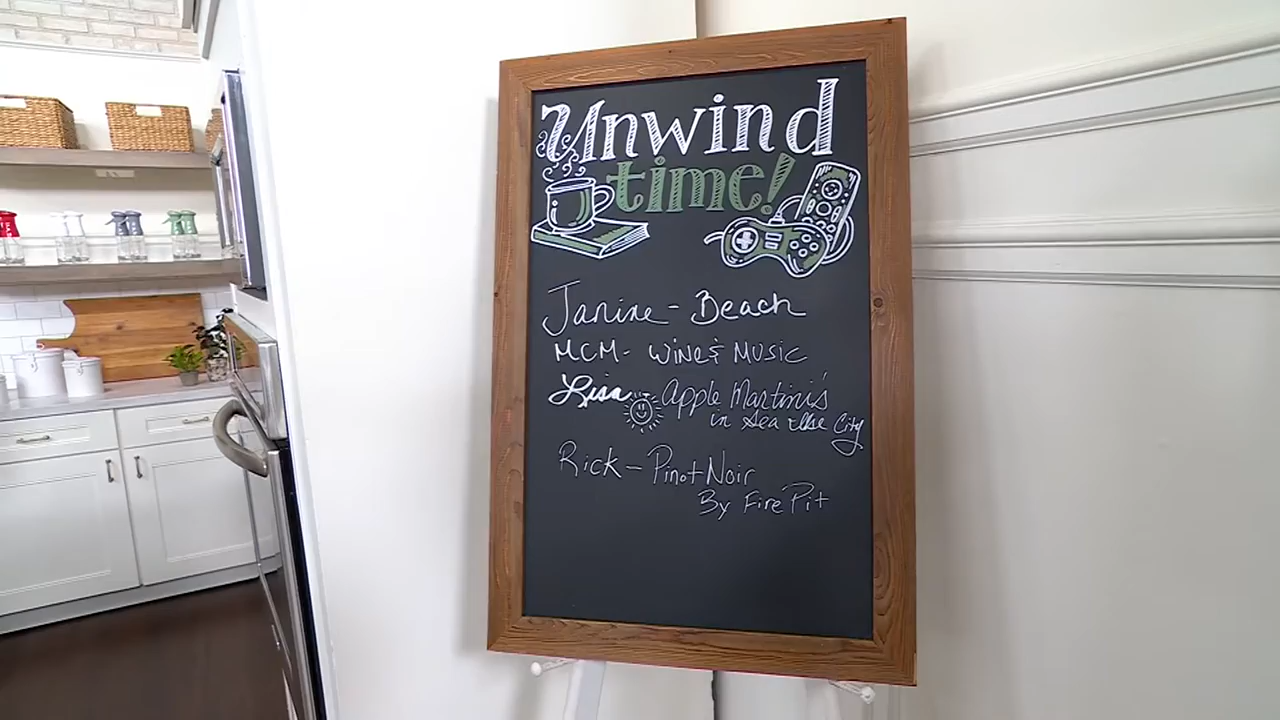 Unwind
time!
Janine - Beach
MCM - Wine & Music
Lisa - Apple Martini's
in Sea Isle City
Rick - Pinot Noir
By Fire Pit